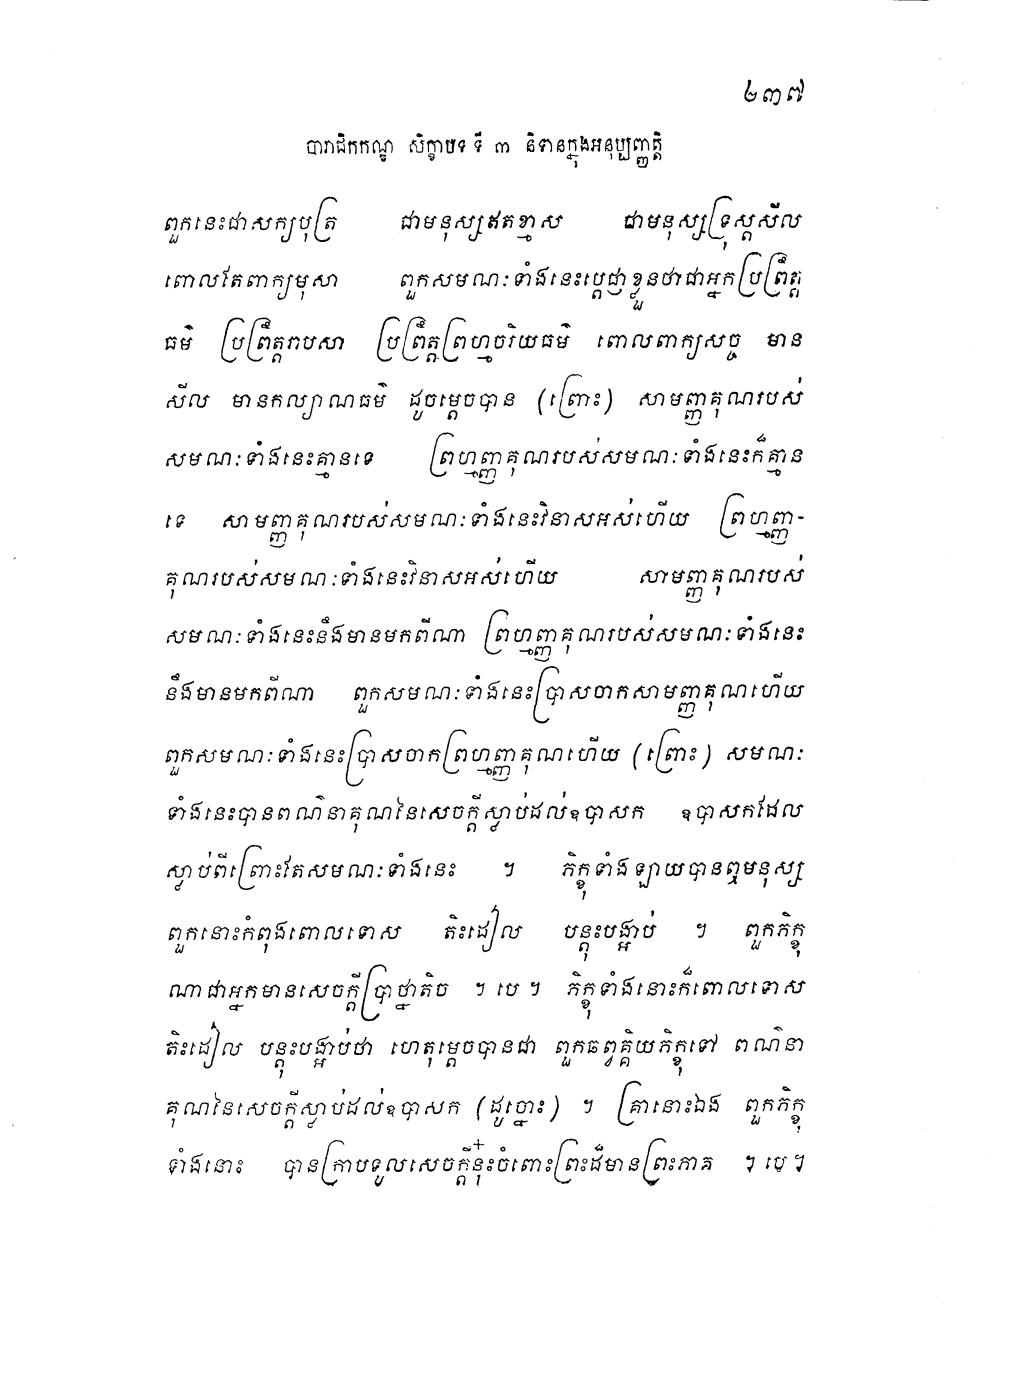 ២៣៧
បារាជិកកណ្ឌ សិក្ខាបទ ទី ៣ និទានក្នុងអនុប្បញ្ញត្តិ
ពួកនេះជាសក្យបុត្រ ជាមនុស្សឥតខ្មាស ជាមនុស្សទ្រុស្តសីល
ពោលតែពាក្យមុសា ពួកសមណៈទាំងនេះប្តេជ្ញាខ្លួនថាជាអ្នកប្រព្រឹត្ត
ធម៌ ប្រព្រឹត្តរាបសា ប្រព្រឹត្តព្រហ្មចរិយធម៌ ពោលពាក្យសច្ច មាន
សីល មានកល្យាណធម៌ ដូចម្តេចបាន (ព្រោះ) សាមញ្ញគុណរបស់
សមណៈទាំងនេះគ្មានទេ ព្រហ្មញ្ញគុណរបស់សមណៈទាំងនេះក៏គ្មាន
ទេ សាមញ្ញគុណរបស់សមណៈទាំងនេះវិនាសអស់ហើយ ព្រហ្មញ្ញ-
គុណរបស់សមណៈទាំងនេះវិនាសអស់ហើយ សាមញ្ញគុណរបស់
សមណៈទាំងនេះនឹងមានមកពីណា ព្រហ្មញ្ញគុណរបស់សមណៈទាំងនេះ
នឹងមានមកពីណា ពួកសមណៈទាំងនេះប្រាសចាកសាមញ្ញគុណហើយ
ពួកសមណៈទាំងនេះប្រាសចាកព្រហ្មញ្ញគុណហើយ (ព្រោះ) សមណៈ
ទាំងនេះបានពណ៌នាគុណនៃសេចក្តីស្លាប់ដល់ឧបាសក ឧបាសកដែល
ស្លាប់ពីព្រោះតែសមណៈទាំងនេះ ។ ភិក្ខុទាំងឡាយបានឮមនុស្ស
ពួកនោះកំពុងពោលទោស តិះដៀល បន្តុះបង្អាប់ ។ ពួកភិក្ខុ
ណាជាអ្នកមានសេចក្តីប្រាថ្នាតិច ។ បេ ។ ភិក្ខុទាំងនោះក៏ពោលទោស
តិះដៀល បន្តុះបង្អាប់ថា ហេតុម្តេចបានជា ពួកឆព្វគ្គិយភិក្ខុទៅ ពណ៌នា
គុណនៃសេចក្តីស្លាប់ដល់ឧបាសក (ដូច្នោះ) ។ គ្រានោះឯង ពួកភិក្ខុ
ទាំងនោះ បានក្រាបទូលសេចក្តីនុ៎ះចំពោះព្រះដ៏មានព្រះភាគ ។ បេ ។